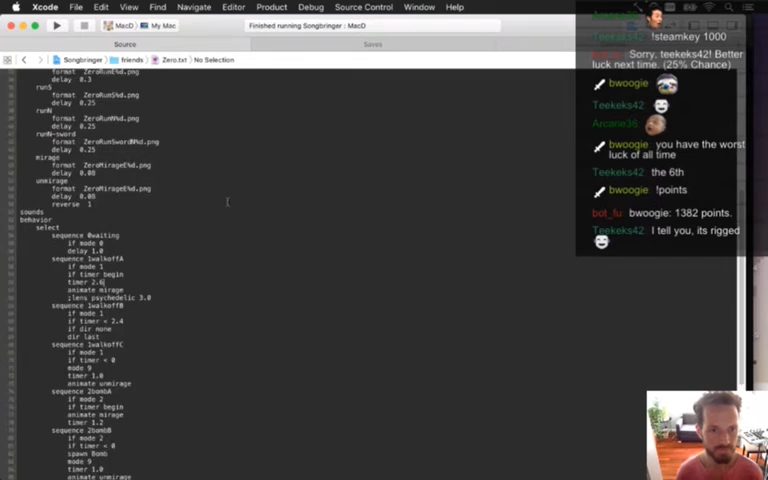 Xcode File Edit View Find Navigate Editor Product Debug Source Control Window Help
MacD My Mac Finished running Songbringer : MacD
Source Saves
Songbringer friends Zero.txt No Selection
format ZeroRunE%d.png
delay 0.3
runS
format ZeroRunS%d.png
delay 0.25
runN
format ZeroRunN%d.png
delay 0.25
runN-sword
format ZeroRunSwordN%d.png
delay 0.25
mirage
format ZeroMirageE%d.png
delay 0.08
unmirage
format ZeroMirageE%d.png
delay 0.08
reverse 1
sounds
behavior
select
sequence 0waiting
if mode 0
delay 1.0
sequence 1walkoffA
if mode 1
if timer begin
timer 2.6
animate mirage
;lens psychedelic 3.0
sequence 1walkoffB
if mode 1
if timer < 2.4
if dir none
dir last
sequence 1walkoffC
if mode 1
if timer < 0
mode 9
timer 1.0
animate unmirage
sequence 2bombA
if mode 2
if timer begin
animate mirage
timer 1.2
sequence 2bombB
if mode 2
if timer < 0
spawn Bomb
mode 9
timer 1.0
animate unmirage
Teekeks42: !steamkey 1000
bot_fu: Sorry, teekeks42! Better
luck next time. (25% Chance)
bwoogie:
Teekeks42:
Arcane36:
bwoogie: you have the worst
luck of all time
Teekeks42: the 6th
bwoogie: !points
bot_fu: bwoogie: 1382 points.
Teekeks42: I tell you, its rigged